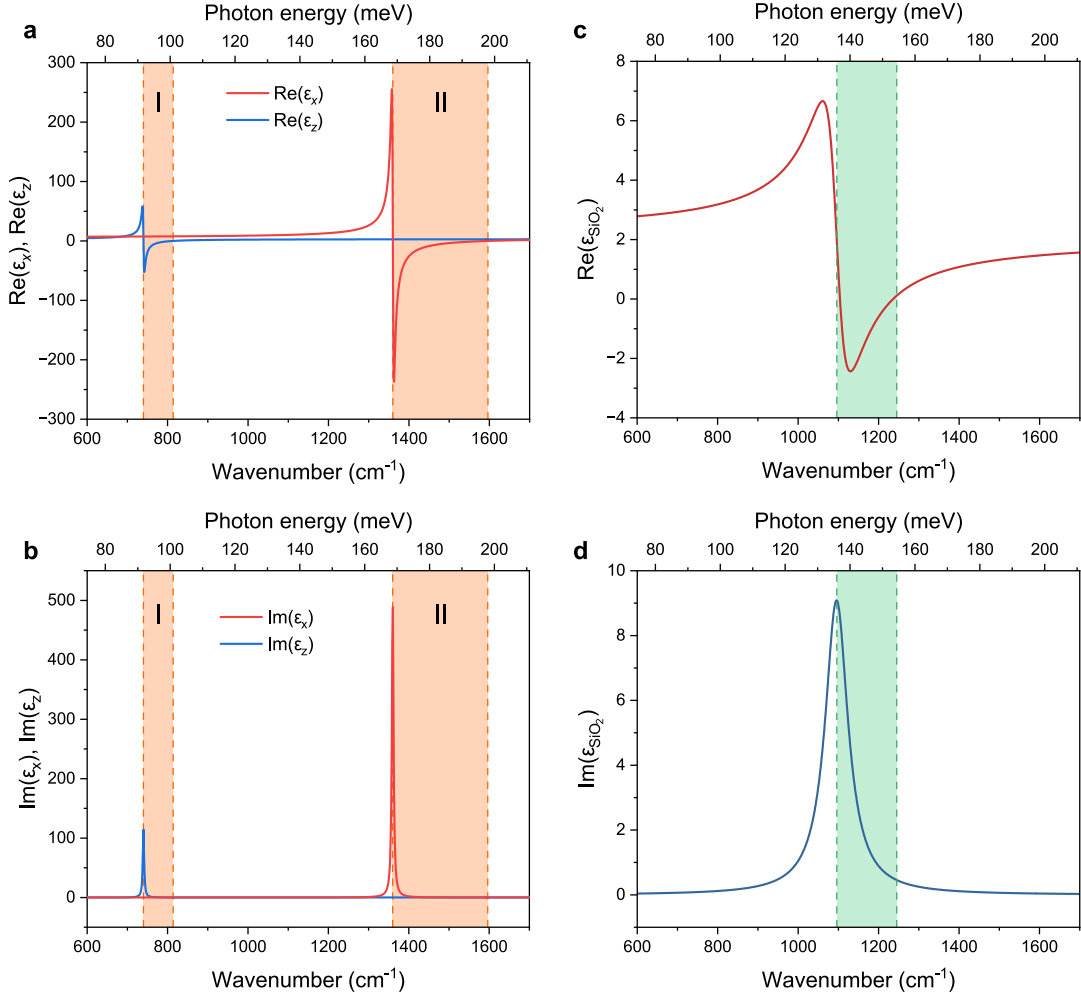 a
Photon energy (meV)
80 100 120 140 160 180 200
300
200
100
0
−100
−200
−300
Re(εx), Re(εz)
I
II
Re(εx)
Re(εz)
600 800 1000 1200 1400 1600
Wavenumber (cm⁻¹)
c
Photon energy (meV)
80 100 120 140 160 180 200
8
6
4
2
0
−2
−4
Re(εSiO₂)
600 800 1000 1200 1400 1600
Wavenumber (cm⁻¹)
b
Photon energy (meV)
80 100 120 140 160 180 200
500
400
300
200
100
0
Im(εx), Im(εz)
I
II
Im(εx)
Im(εz)
600 800 1000 1200 1400 1600
Wavenumber (cm⁻¹)
d
Photon energy (meV)
80 100 120 140 160 180 200
10
8
6
4
2
0
Im(εSiO₂)
600 800 1000 1200 1400 1600
Wavenumber (cm⁻¹)